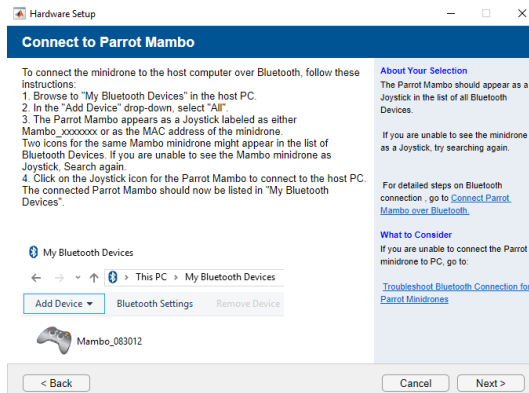 Hardware Setup
Connect to Parrot Mambo
To connect the minidrone to the host computer over Bluetooth, follow these
instructions:
1. Browse to "My Bluetooth Devices" in the host PC.
2. In the "Add Device" drop-down, select "All".
3. The Parrot Mambo appears as a Joystick labeled as either
Mambo_xxxxxxx or as the MAC address of the minidrone.
Two icons for the same Mambo minidrone might appear in the list of
Bluetooth Devices. If you are unable to see the Mambo minidrone as
Joystick, Search again.
4. Click on the Joystick icon for the Parrot Mambo to connect to the host PC.
The connected Parrot Mambo should now be listed in "My Bluetooth
Devices".
My Bluetooth Devices
This PC > My Bluetooth Devices
Add Device
Bluetooth Settings
Remove Device
Mambo_083012
About Your Selection
The Parrot Mambo should appear as a
Joystick in the list of all Bluetooth
Devices.
If you are unable to see the minidrone
as a Joystick, try searching again.
For detailed steps on Bluetooth
connection , go to Connect Parrot
Mambo over Bluetooth.
What to Consider
If you are unable to connect the Parrot
minidrone to PC, go to:
Troubleshoot Bluetooth Connection for
Parrot Minidrones
< Back
Cancel
Next >